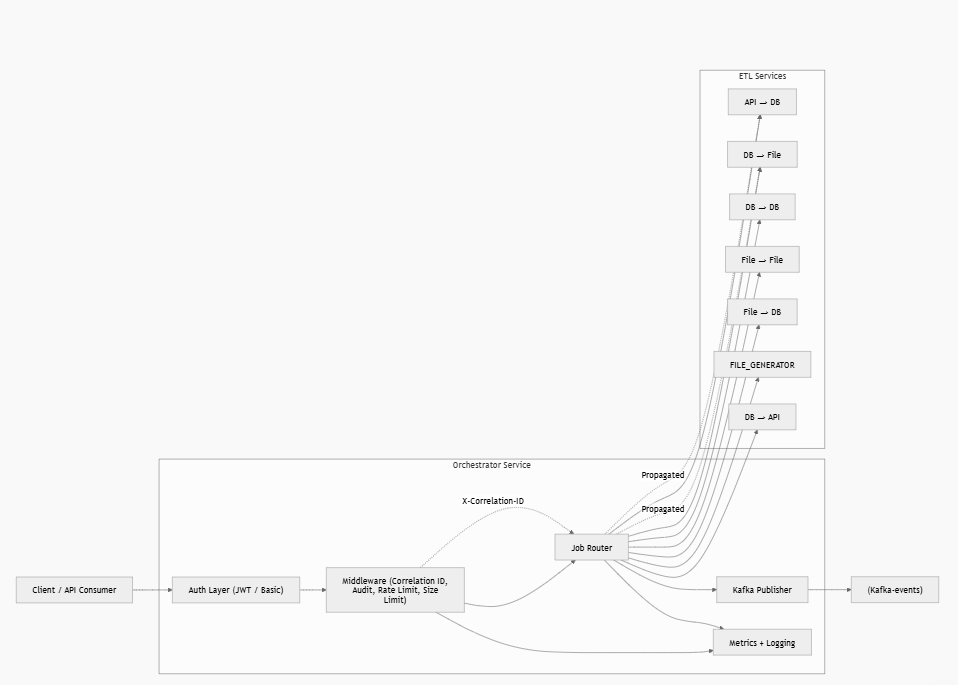 ETL Services
API → DB
DB → File
DB → DB
File → File
File → DB
FILE_GENERATOR
DB → API
Orchestrator Service
Propagated
X-Correlation-ID
Propagated
Job Router
Client / API Consumer
Auth Layer (JWT / Basic)
Middleware (Correlation ID,
Audit, Rate Limit, Size
Limit)
Kafka Publisher
(Kafka-events)
Metrics + Logging